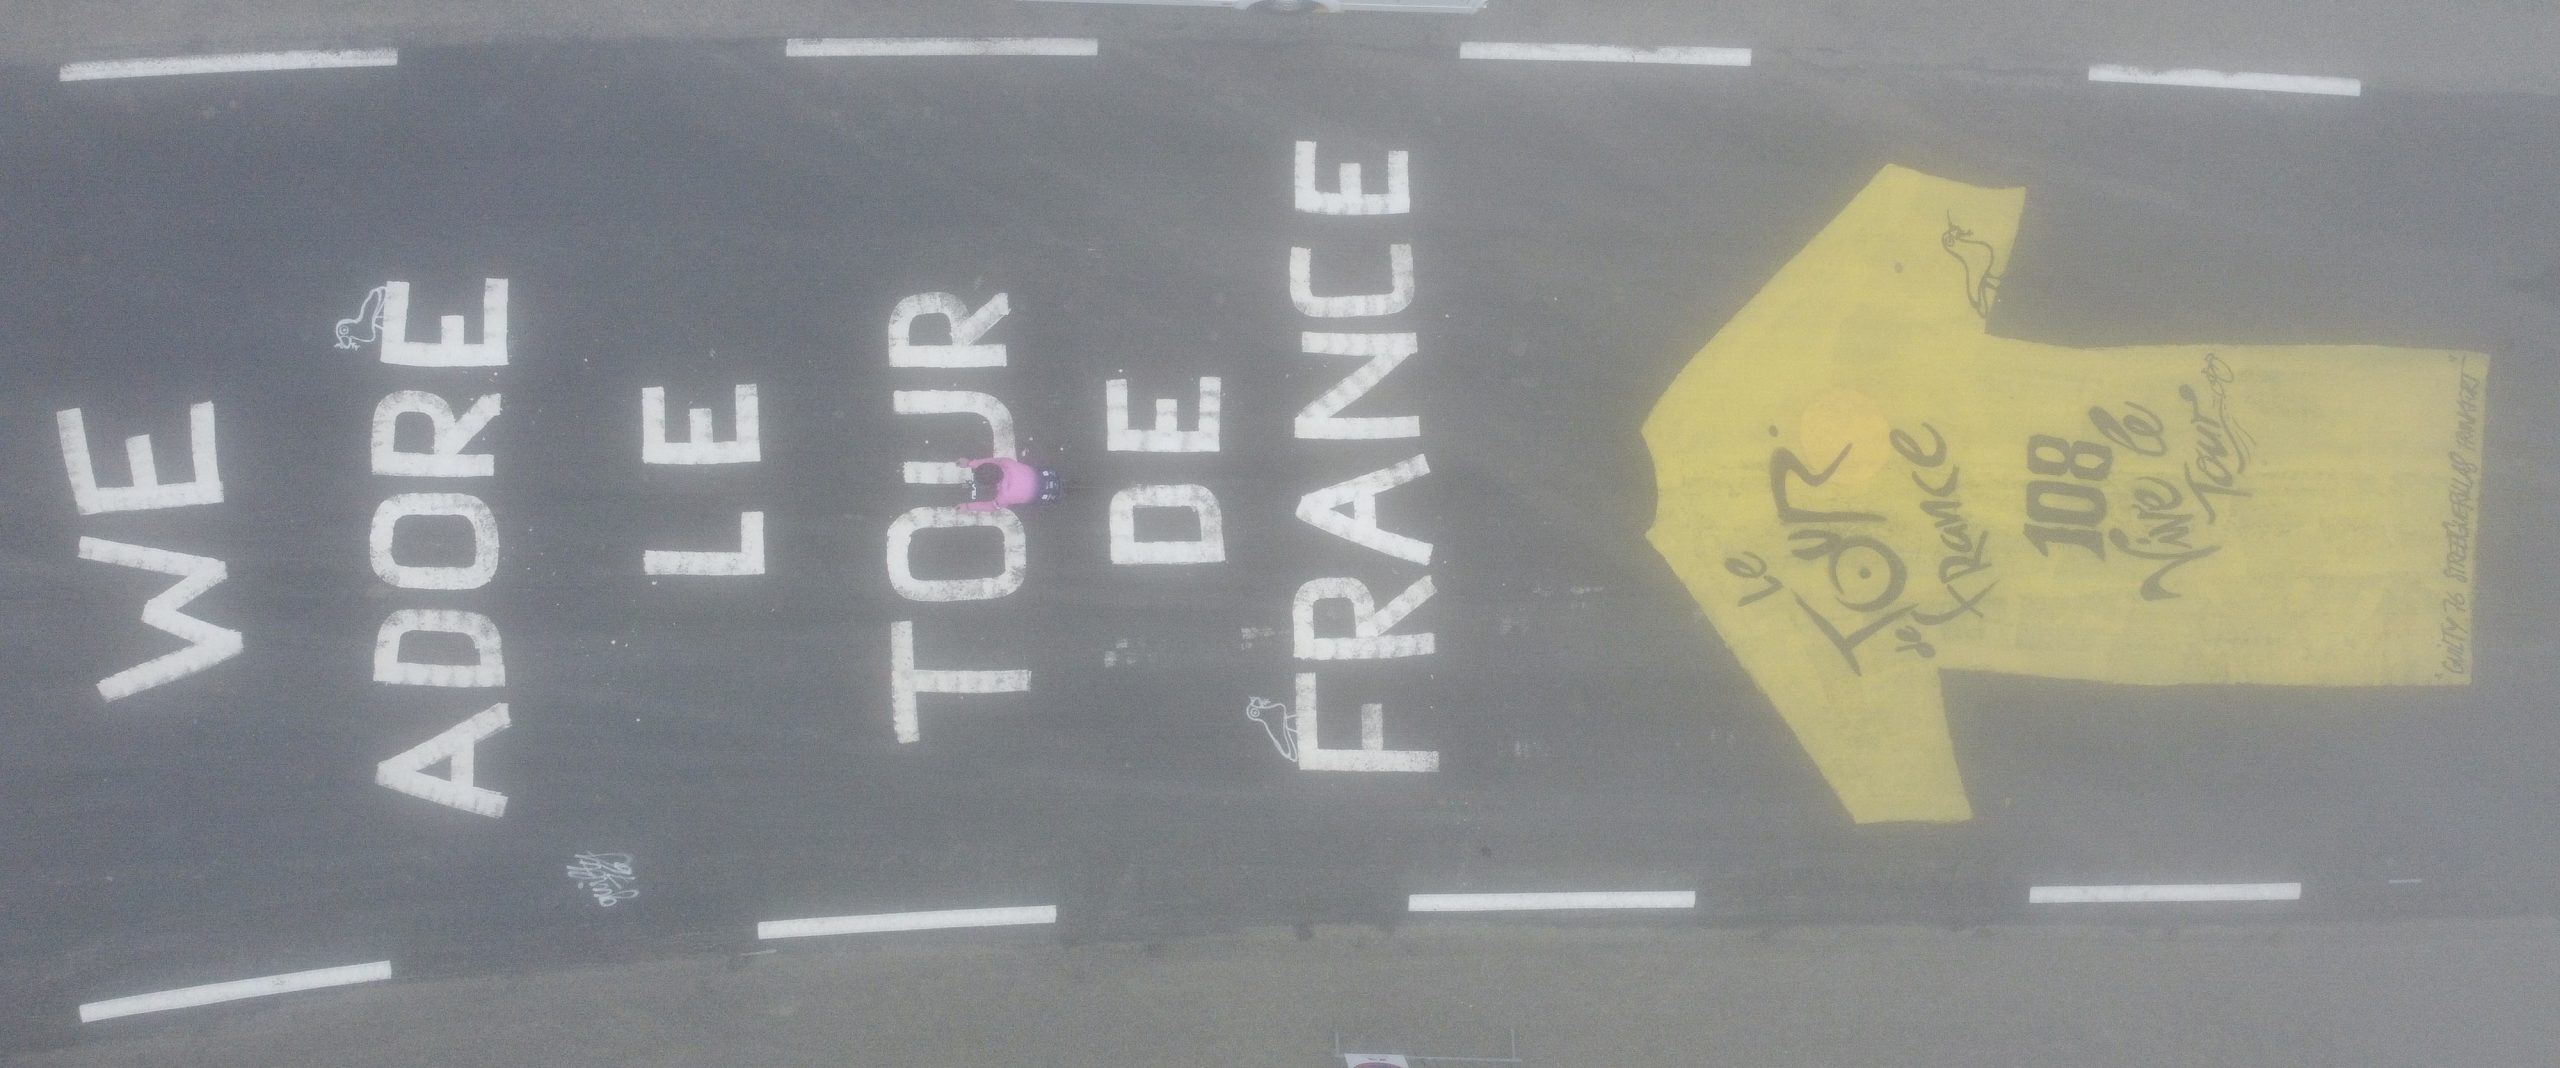 WE
ADORE
LE
TOUR
DE
FRANCE
Le
TOUR
de
FRance
108
Vive le
Tour